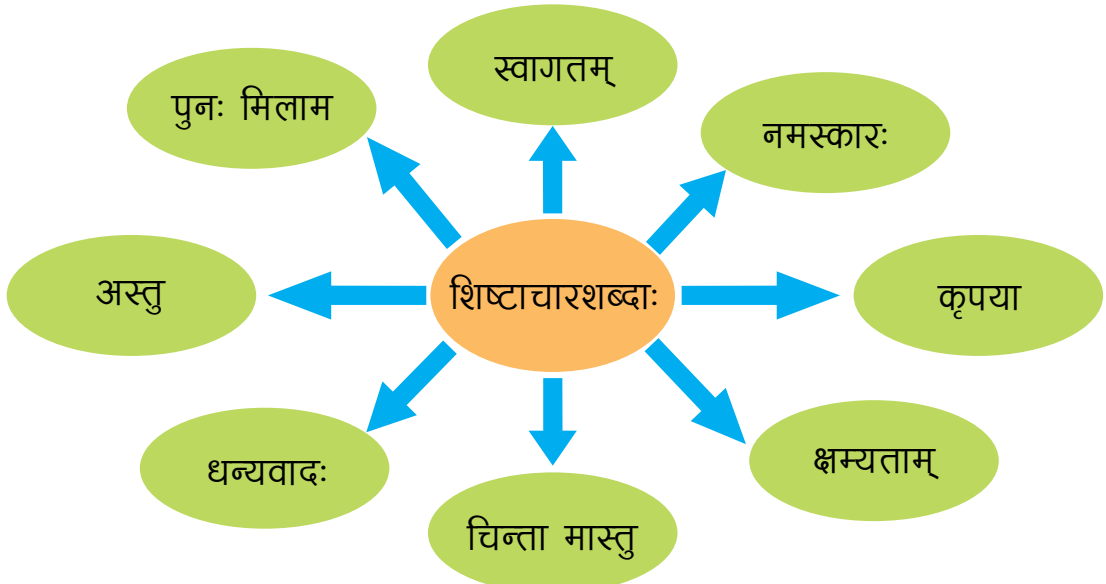 स्वागतम्
पुनः मिलाम
नमस्कारः
अस्तु
शिष्टाचारशब्दाः
कृपया
धन्यवादः
क्षम्यताम्
चिन्ता मास्तु